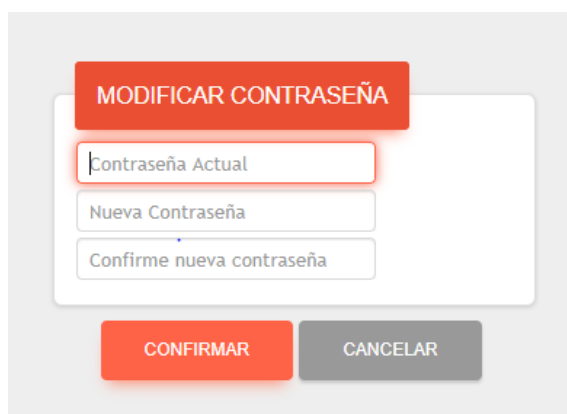 MODIFICAR CONTRASEÑA
Contraseña Actual
Nueva Contraseña
Confirme nueva contraseña
CONFIRMAR CANCELAR